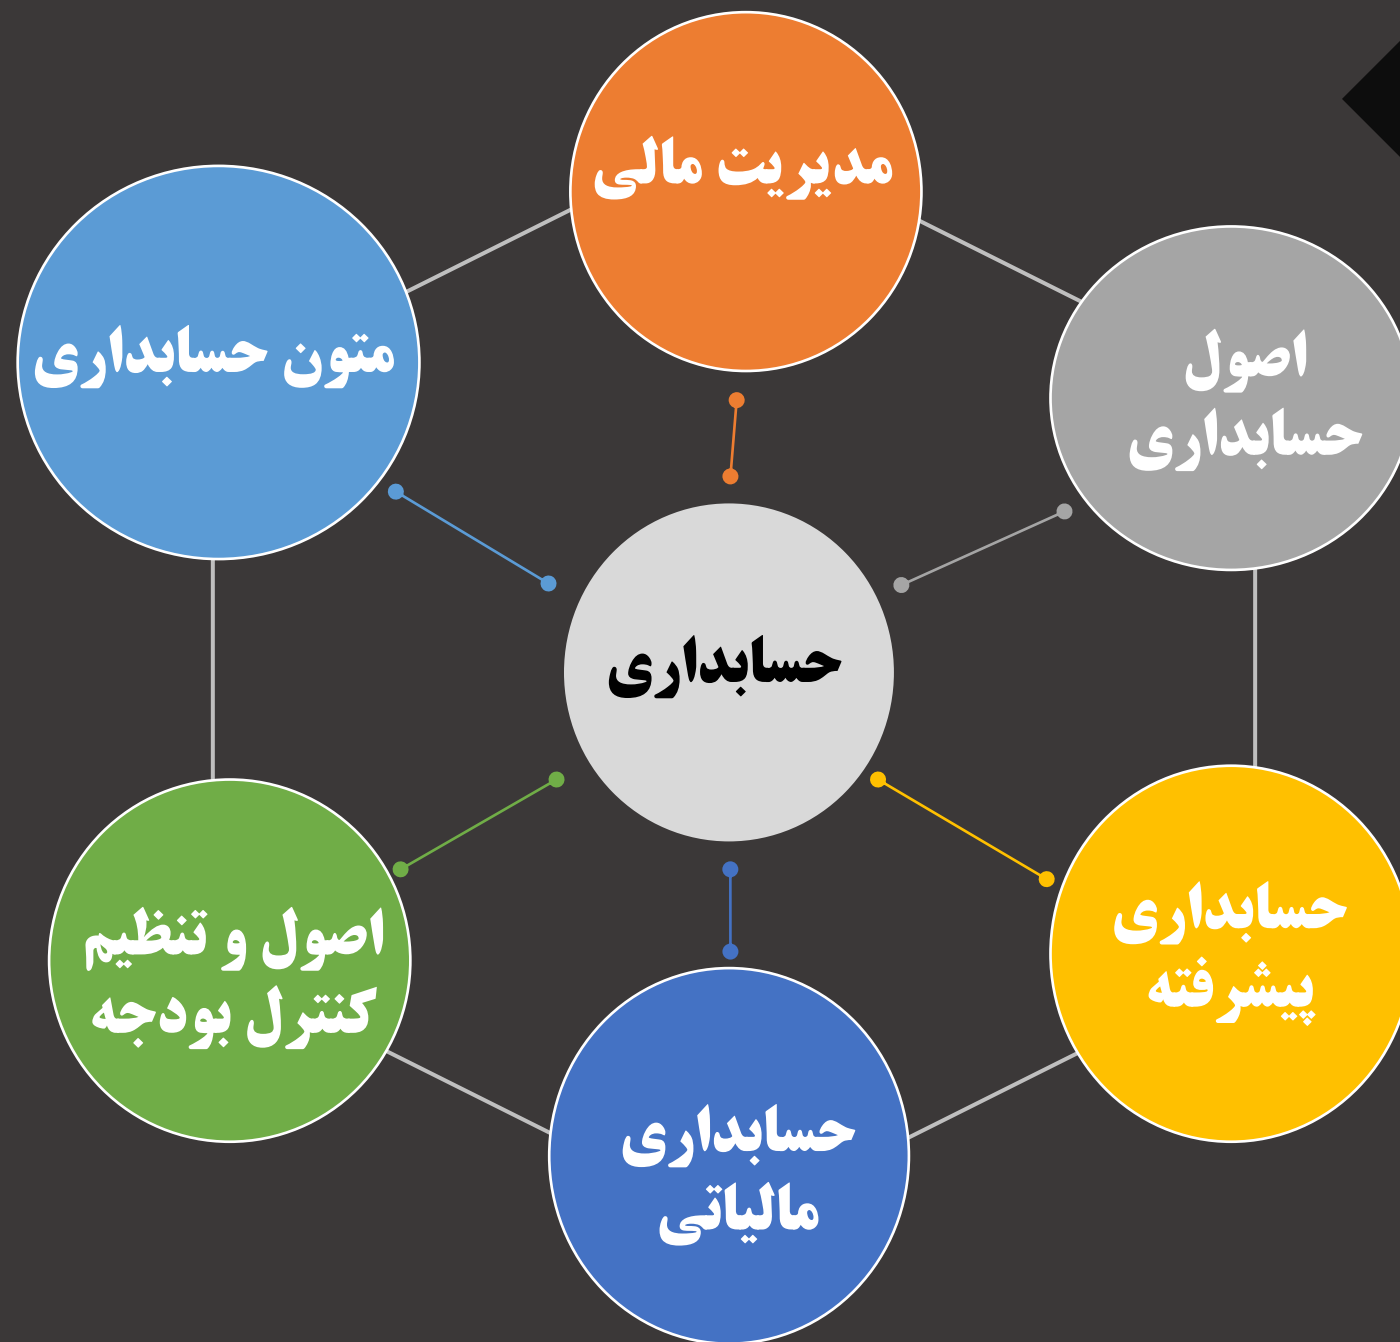 مدیریت مالی
متون حسابداری
اصول
حسابداری
حسابداری
اصول و تنظیم
کنترل بودجه
حسابداری
پیشرفته
حسابداری
مالیاتی